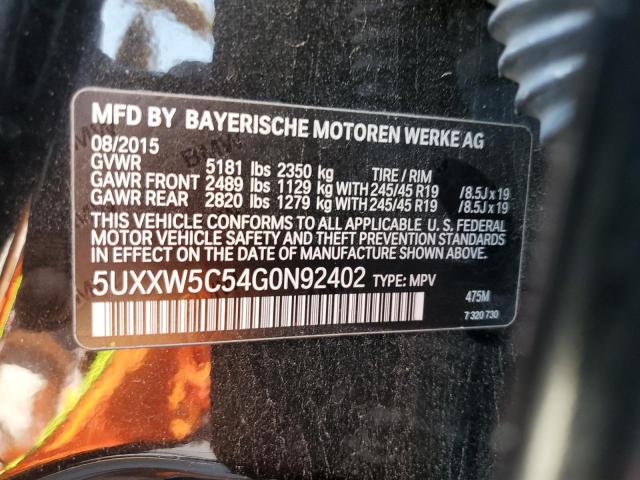 MFD BY BAYERISCHE MOTOREN WERKE AG
08/2015
GVWR 5181 lbs 2350 kg TIRE / RIM
GAWR FRONT 2489 lbs 1129 kg WITH 245/45 R19 /8.5J x 19
GAWR REAR 2820 lbs 1279 kg WITH 245/45 R19 /8.5J x 19
THIS VEHICLE CONFORMS TO ALL APPLICABLE U. S. FEDERAL
MOTOR VEHICLE SAFETY AND THEFT PREVENTION STANDARDS
IN EFFECT ON DATE OF MANUFACTURE SHOWN ABOVE.
5UXXW5C54G0N92402 TYPE: MPV
475M
7 320 730